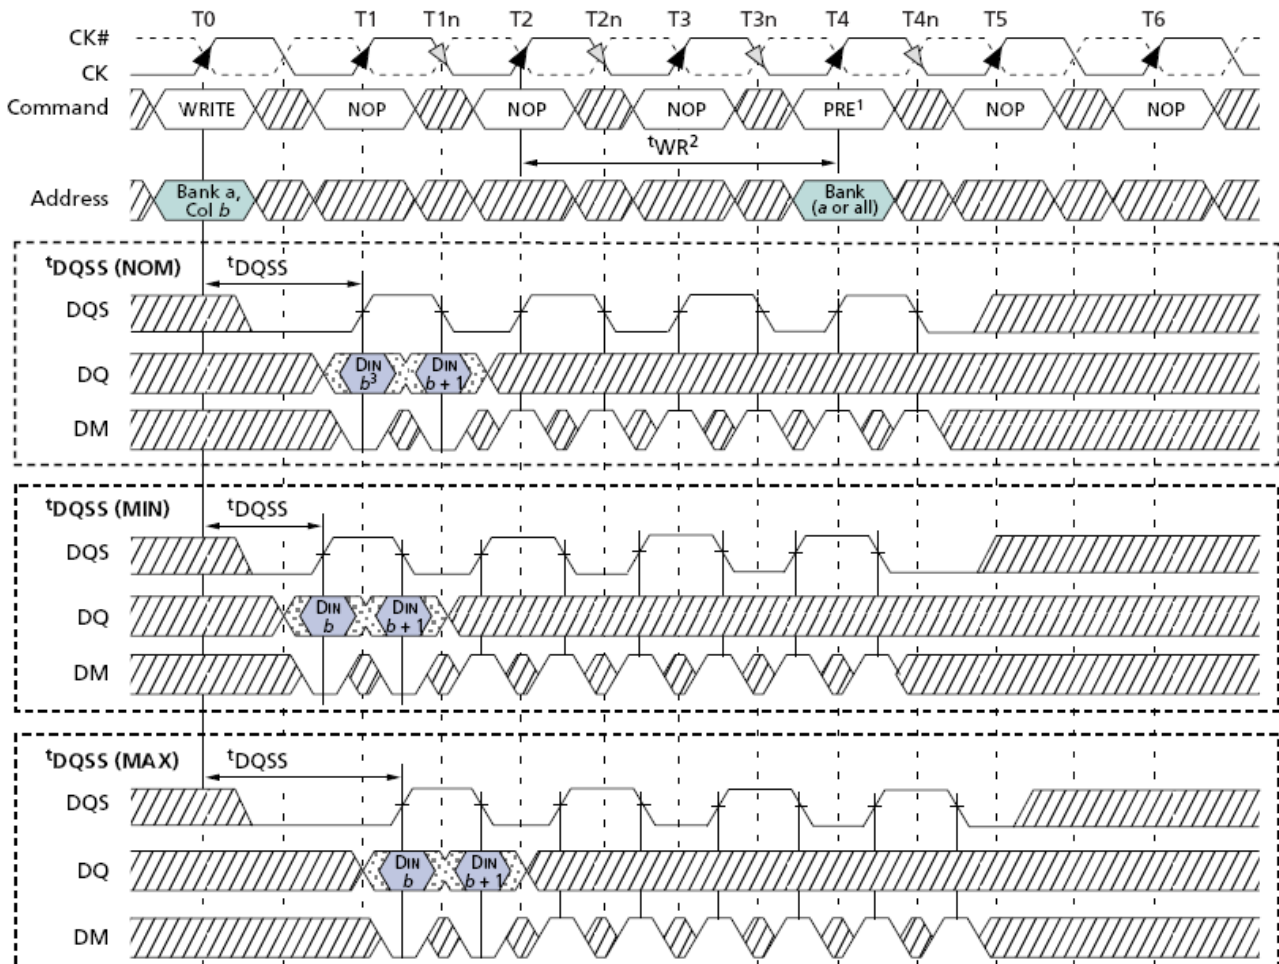 T0 T1 T1n T2 T2n T3 T3n T4 T4n T5 T6
CK#
CK
Command WRITE NOP NOP NOP PRE¹ NOP NOP
ᵗWR²
Address Bank a, Col b Bank (a or all)
ᵗDQSS (NOM) ᵗDQSS
DQS
DQ DIN b³ DIN b + 1
DM
ᵗDQSS (MIN) ᵗDQSS
DQS
DQ DIN b DIN b + 1
DM
ᵗDQSS (MAX) ᵗDQSS
DQS
DQ DIN b DIN b + 1
DM